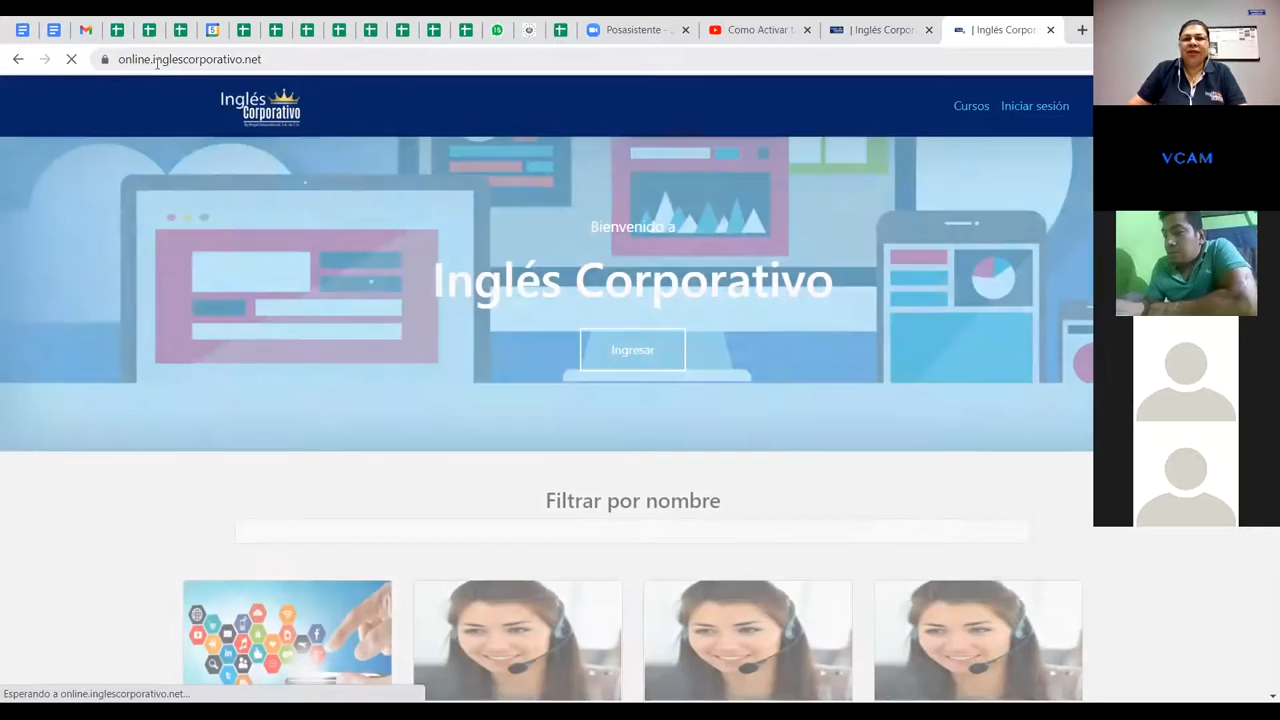 Posasistente -
Como Activar t
| Inglés Corpor
| Inglés Corpor
online.inglescorporativo.net
Inglés
Corporativo
Cursos
Iniciar sesión
VCAM
Bienvenido a
Inglés Corporativo
Ingresar
Filtrar por nombre
Esperando a online.inglescorporativo.net...